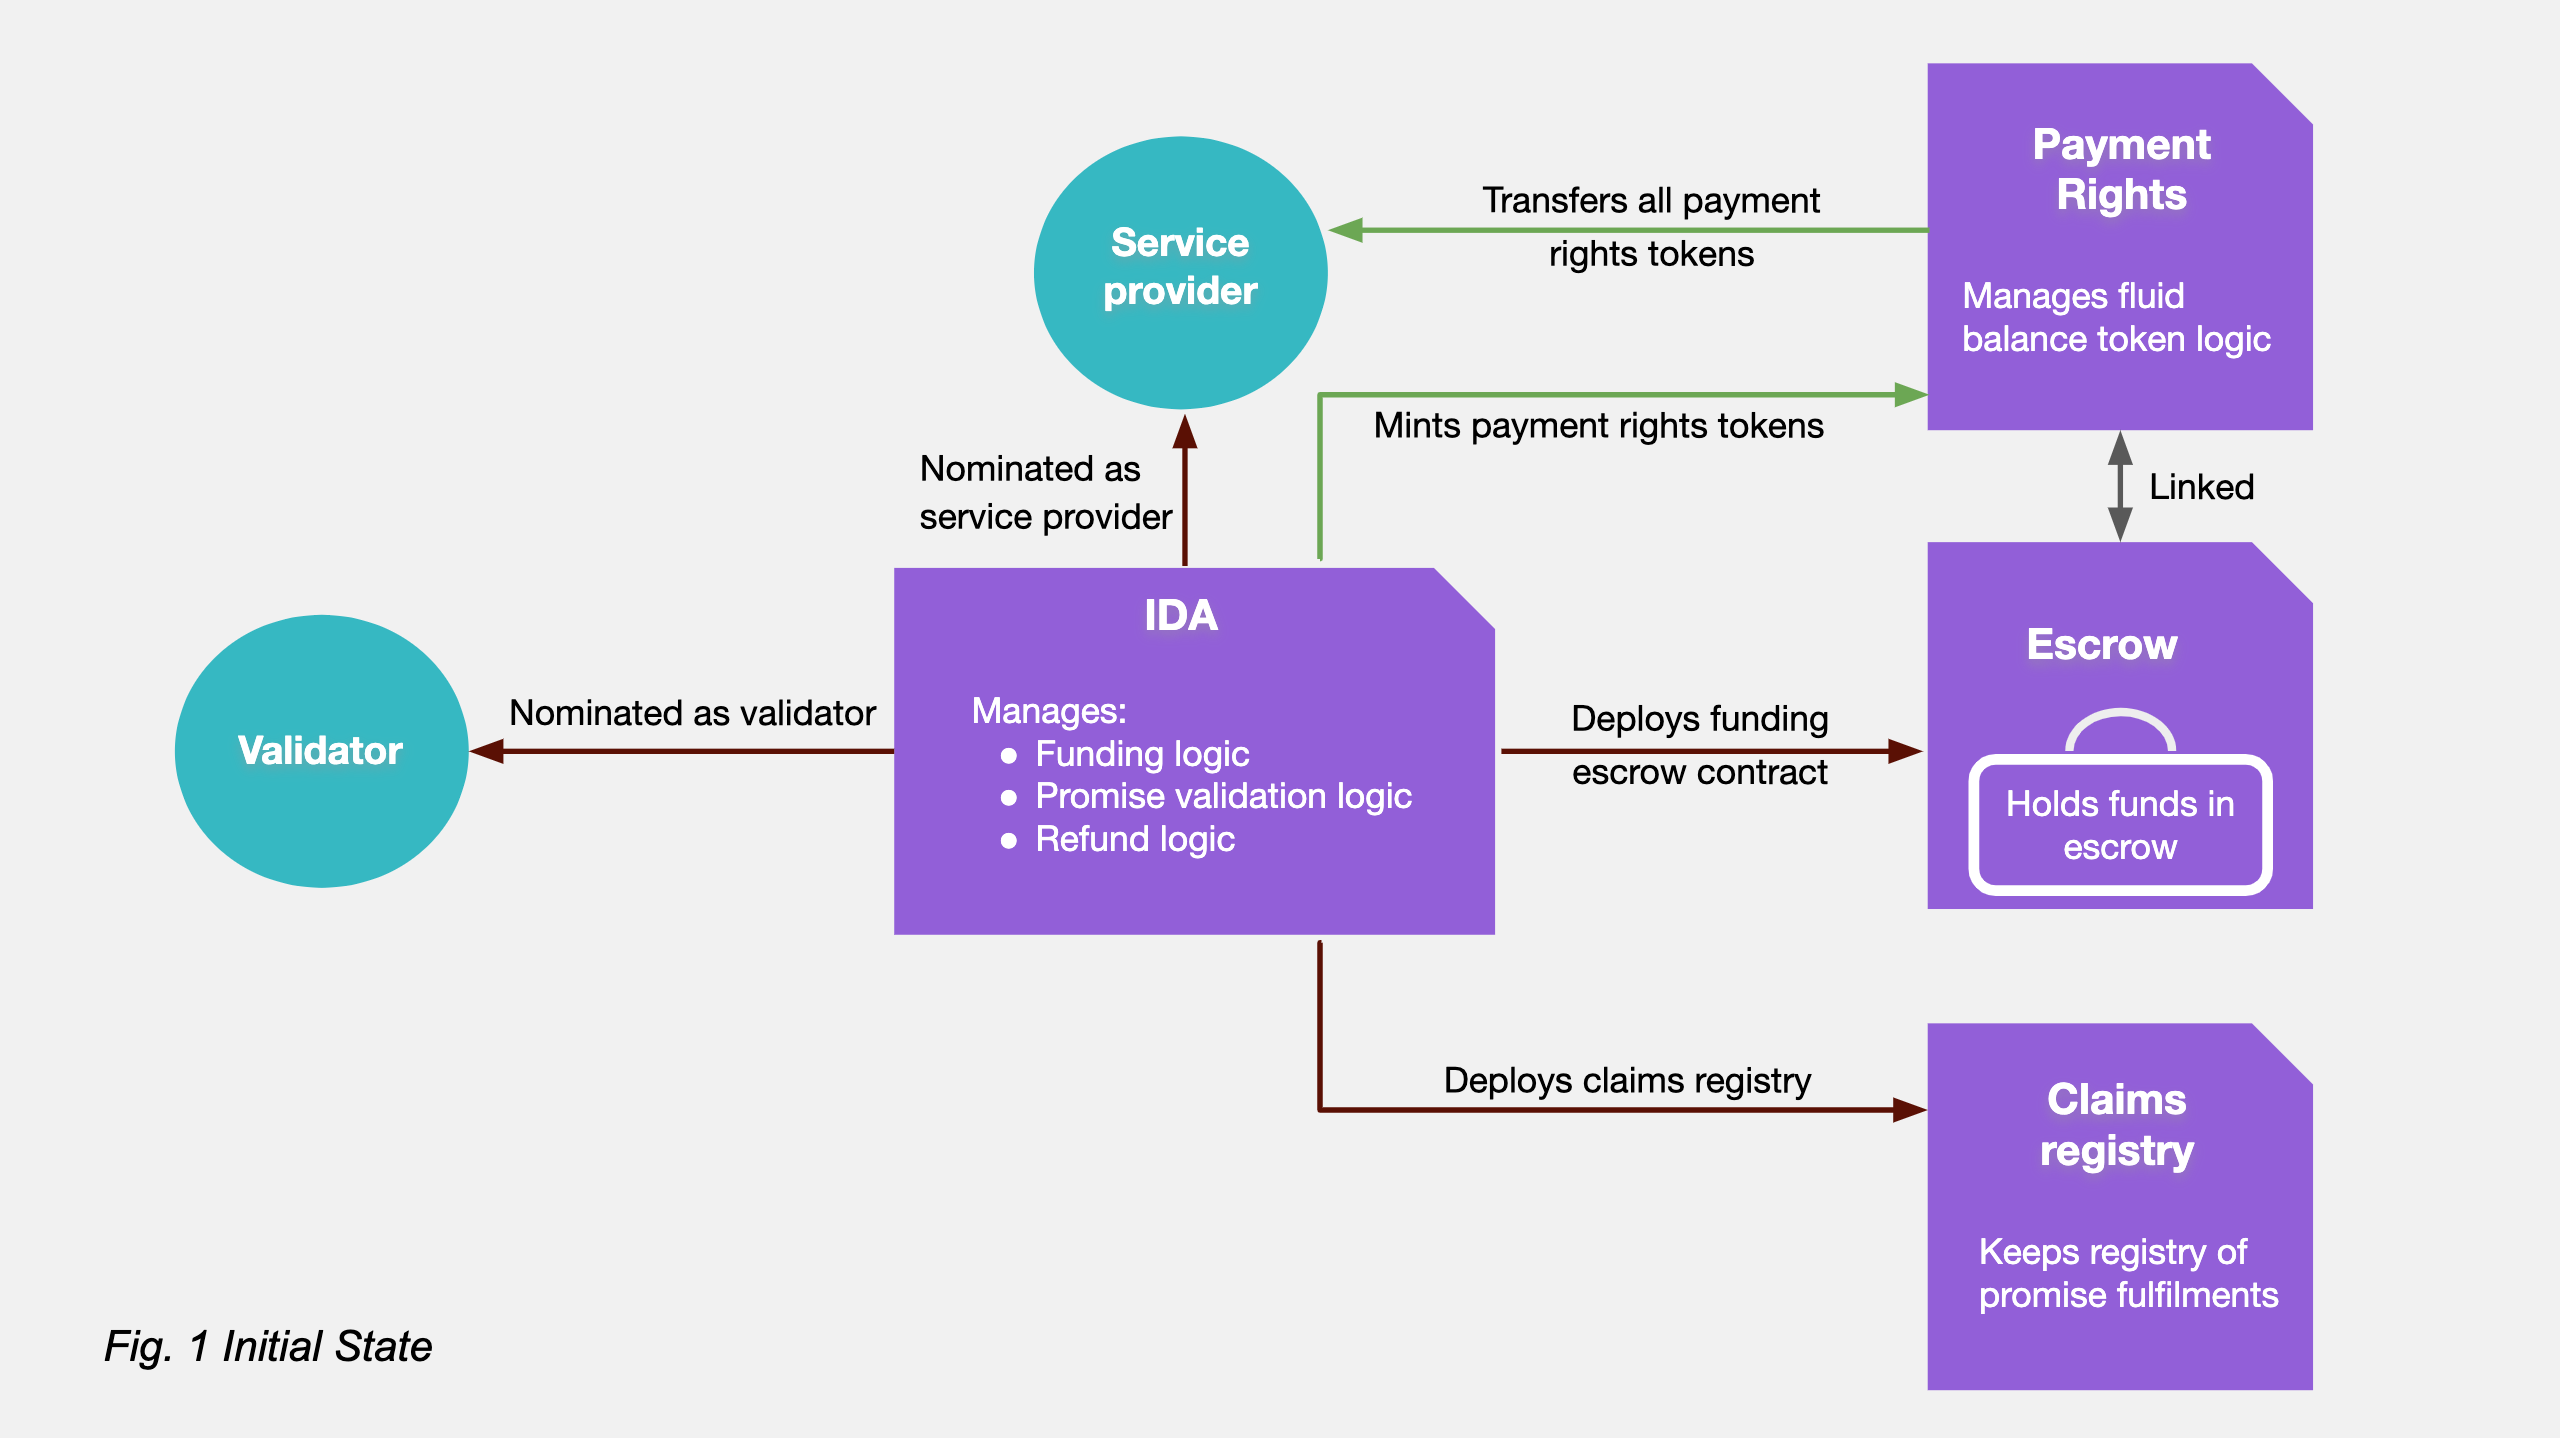 Payment
Rights
Manages fluid
balance token logic
Transfers all payment
rights tokens
Service
provider
Mints payment rights tokens
Nominated as
service provider
Linked
IDA
Manages:
● Funding logic
● Promise validation logic
● Refund logic
Nominated as validator
Validator
Deploys funding
escrow contract
Escrow
Holds funds in
escrow
Deploys claims registry
Claims
registry
Keeps registry of
promise fulfilments
Fig. 1 Initial State